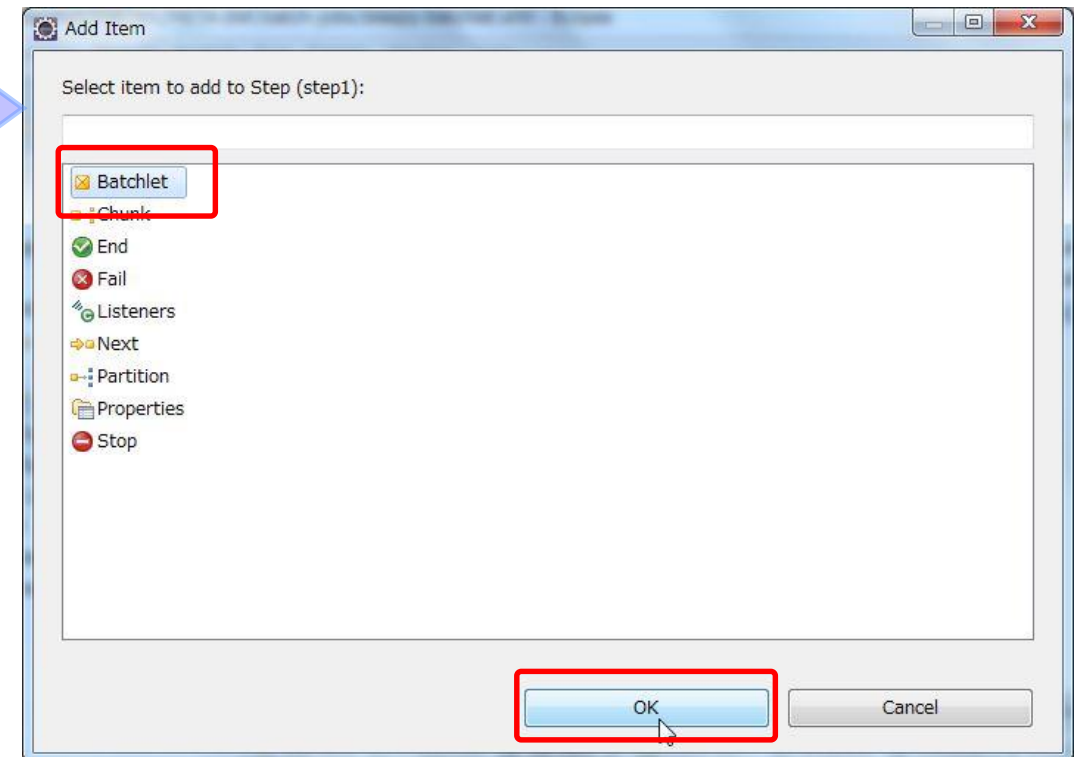 Add Item
Select item to add to Step (step1):
Batchlet
Chunk
End
Fail
Listeners
Next
Partition
Properties
Stop
OK
Cancel